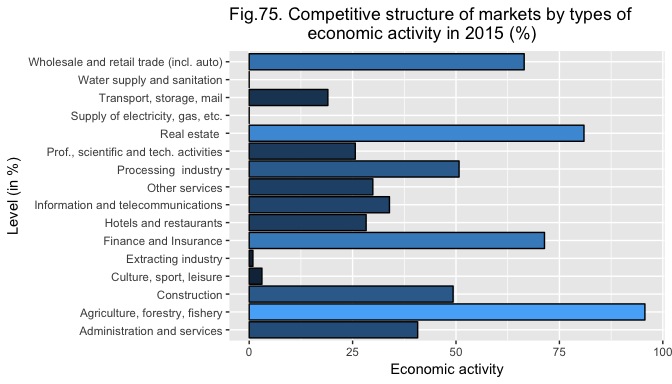 Fig.75. Competitive structure of markets by types of
economic activity in 2015 (%)
Level (in %)
Wholesale and retail trade (incl. auto)
Water supply and sanitation
Transport, storage, mail
Supply of electricity, gas, etc.
Real estate
Prof., scientific and tech. activities
Processing  industry
Other services
Information and telecommunications
Hotels and restaurants
Finance and Insurance
Extracting industry
Culture, sport, leisure
Construction
Agriculture, forestry, fishery
Administration and services
0 25 50 75 100
Economic activity